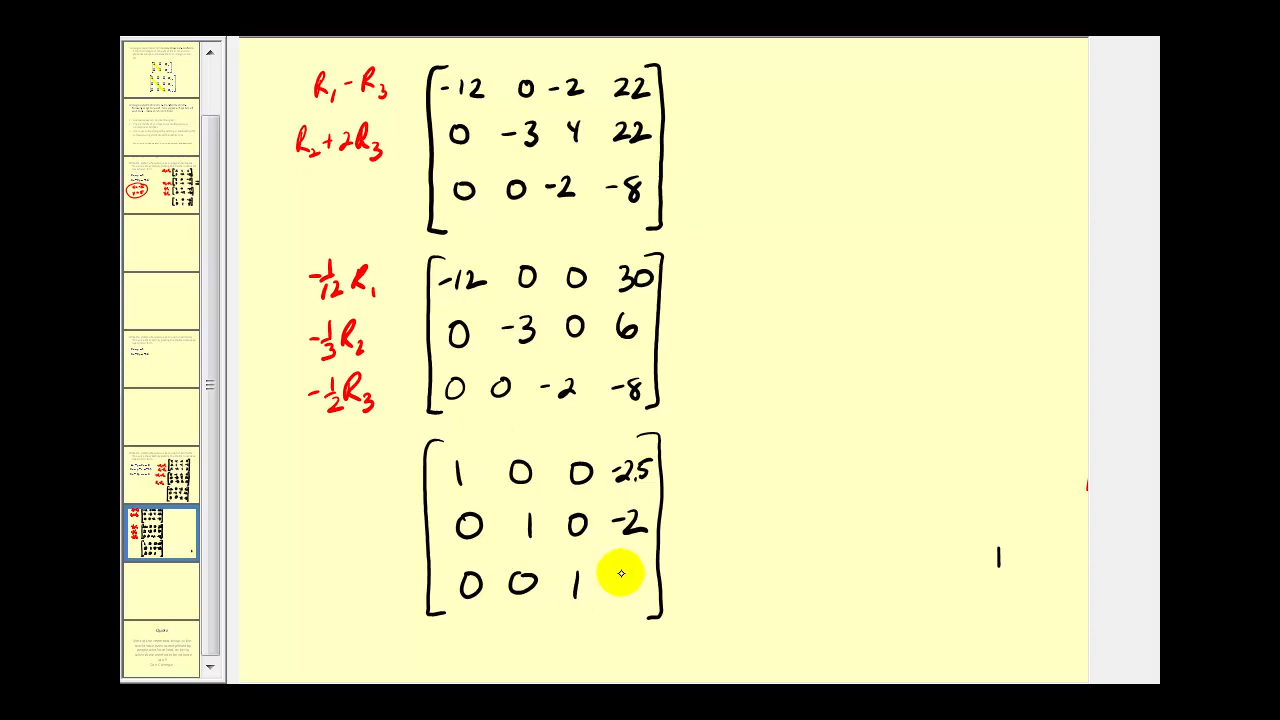 R₁ - R₃ -12 0 -2 22
R₂ + 2R₃ 0 -3 4 22
0 0 -2 -8
-1/12 R₁ -12 0 0 30
-1/3 R₂ 0 -3 0 6
-1/2 R₃ 0 0 -2 -8
1 0 0 -2.5
0 1 0 -2
0 0 1
1
Quote